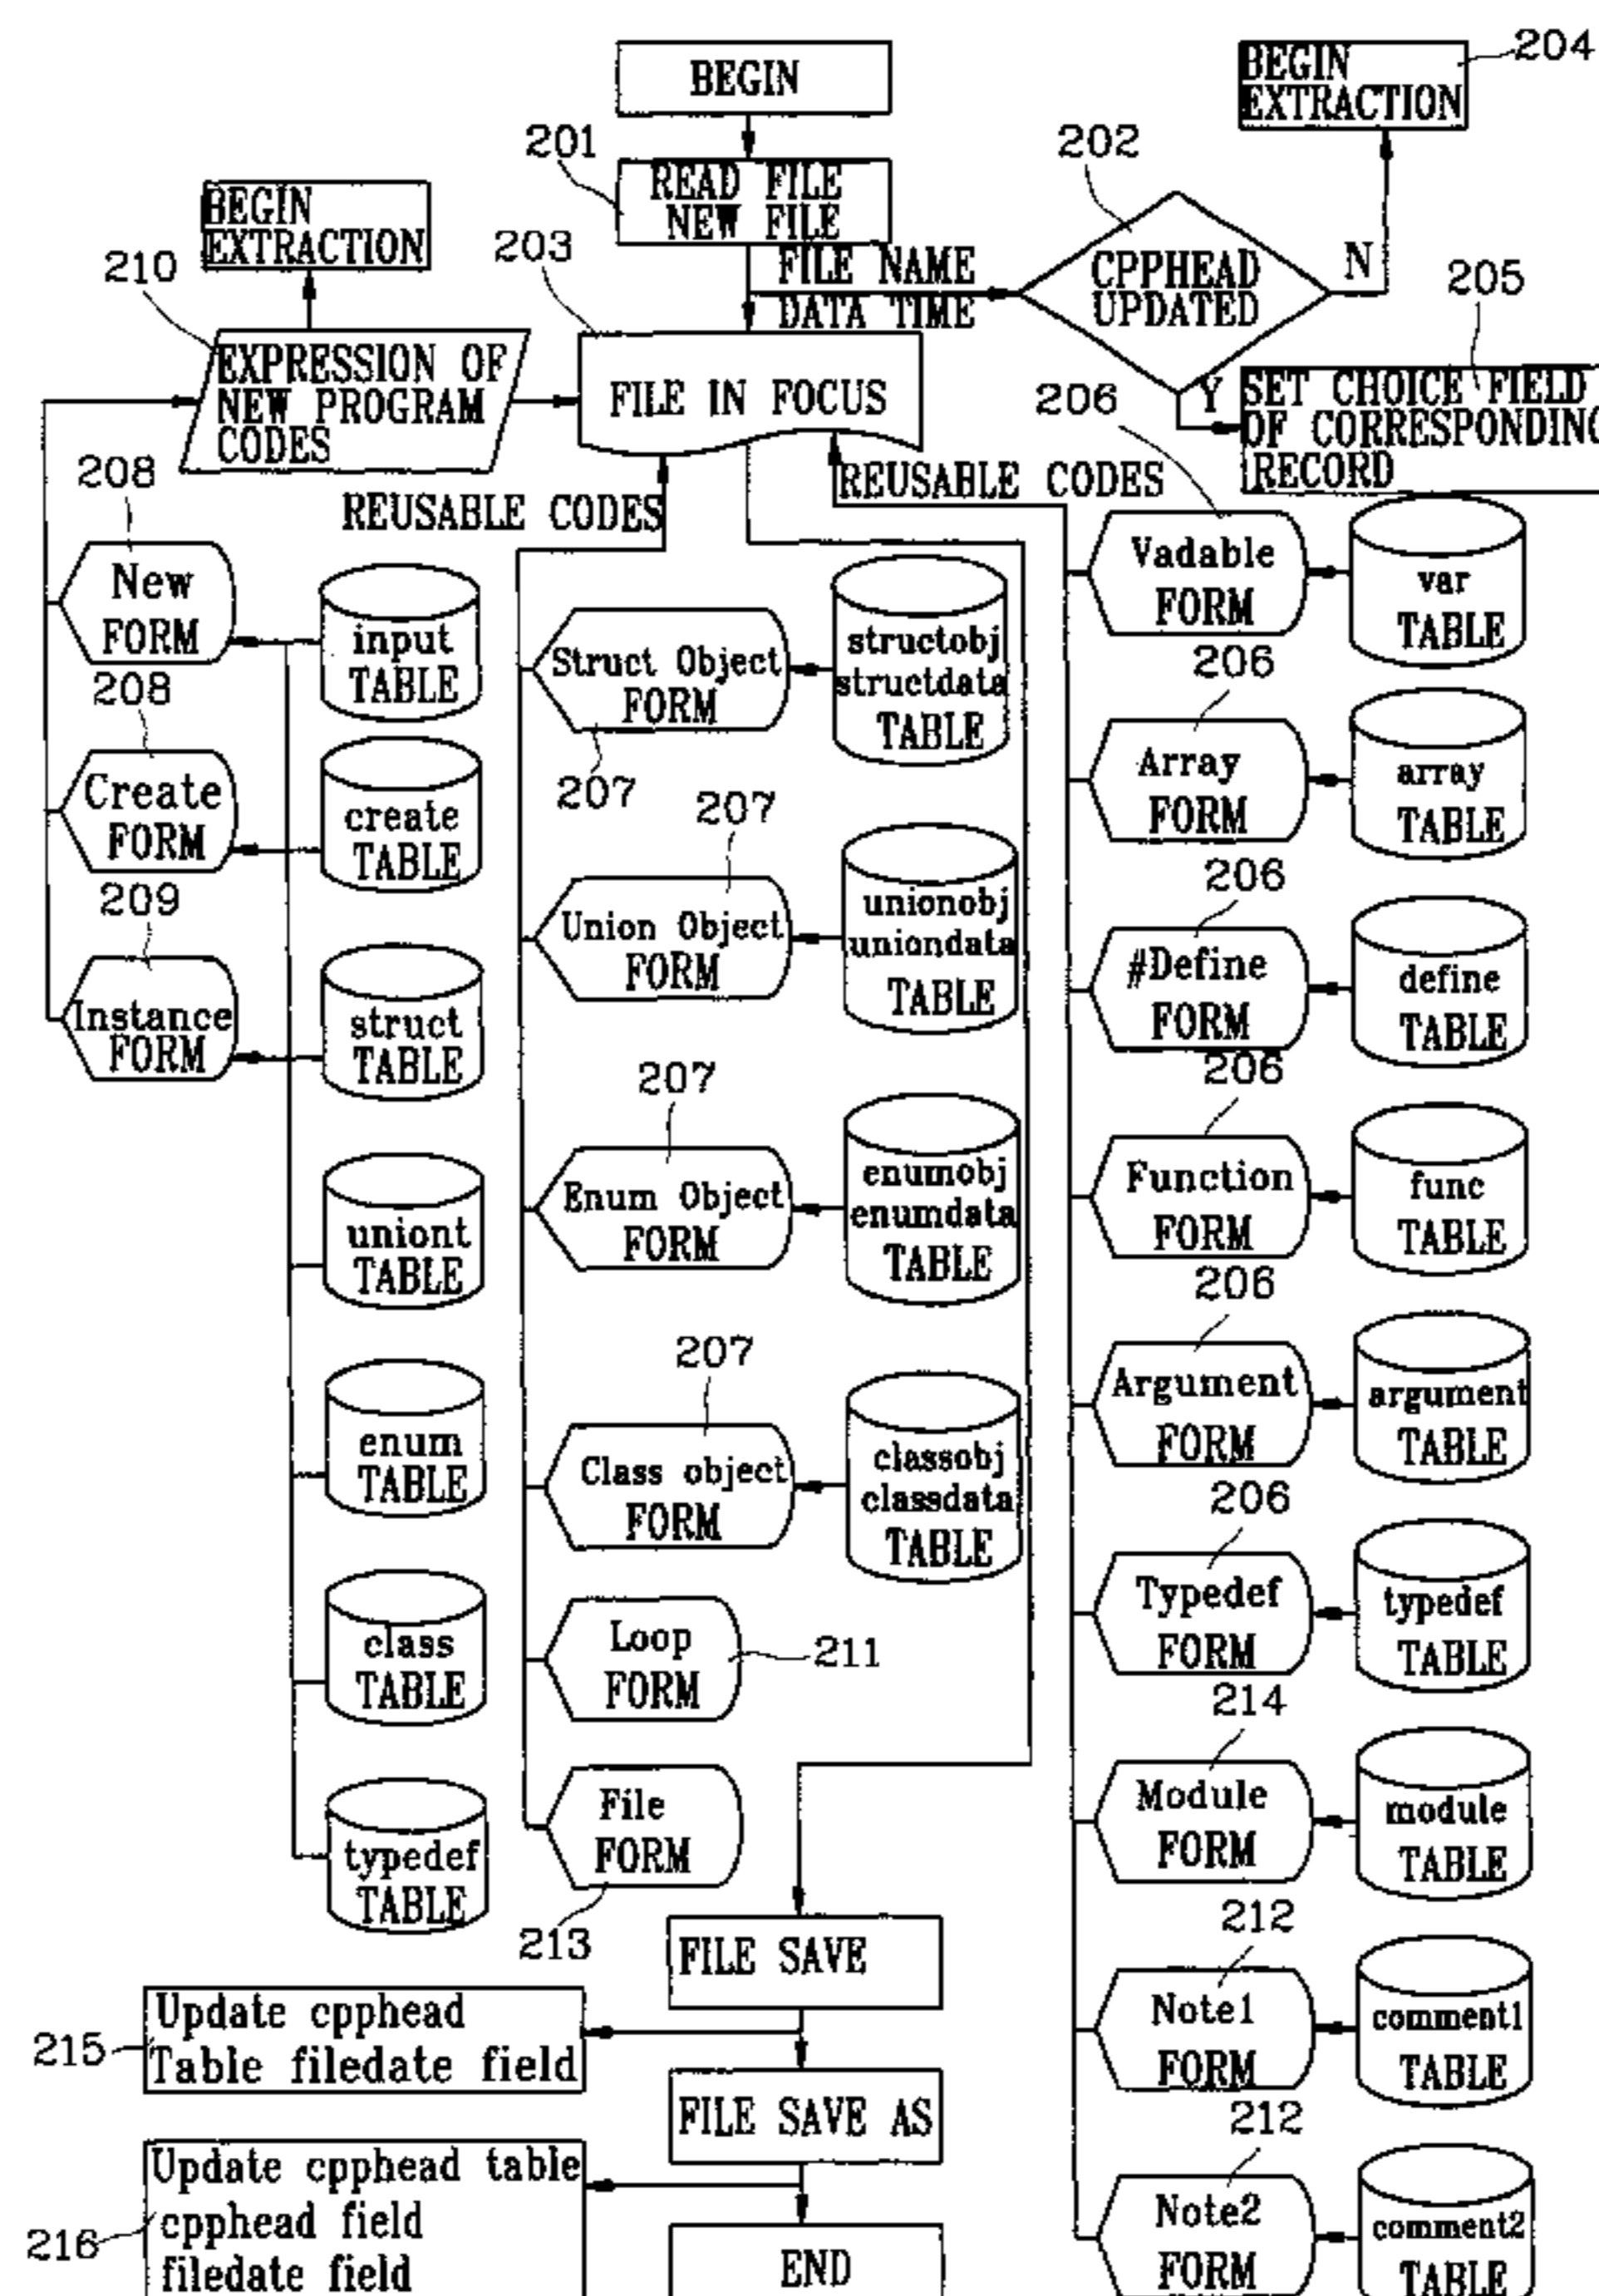 BEGIN
BEGIN
EXTRACTION
204
201
READ FILE
NEW FILE
202
BEGIN
EXTRACTION
210
203
FILE NAME
DATA TIME
CPPHEAD
UPDATED
N
205
EXPRESSION OF
NEW PROGRAM
CODES
FILE IN FOCUS
206
Y
SET CHOICE FIELD
OF CORRESPONDING
RECORD
208
REUSABLE CODES
REUSABLE CODES
New
FORM
input
TABLE
Struct Object
FORM
structobj
structdata
TABLE
Vadable
FORM
var
TABLE
208
207
206
Create
FORM
create
TABLE
207
Array
FORM
array
TABLE
209
Union Object
FORM
unionobj
uniondata
TABLE
206
#Define
FORM
define
TABLE
Instance
FORM
struct
TABLE
207
206
Function
FORM
func
TABLE
uniont
TABLE
Enum Object
FORM
enumobj
enumdata
TABLE
206
Argument
FORM
argument
TABLE
enum
TABLE
207
Class object
FORM
classobj
classdata
TABLE
206
Typedef
FORM
typedef
TABLE
class
TABLE
Loop
FORM
211
214
Module
FORM
module
TABLE
typedef
TABLE
File
FORM
213
212
FILE SAVE
Note1
FORM
comment1
TABLE
215
Update cpphead
Table filedate field
FILE SAVE AS
212
216
Update cpphead table
cpphead field
filedate field
END
Note2
FORM
comment2
TABLE